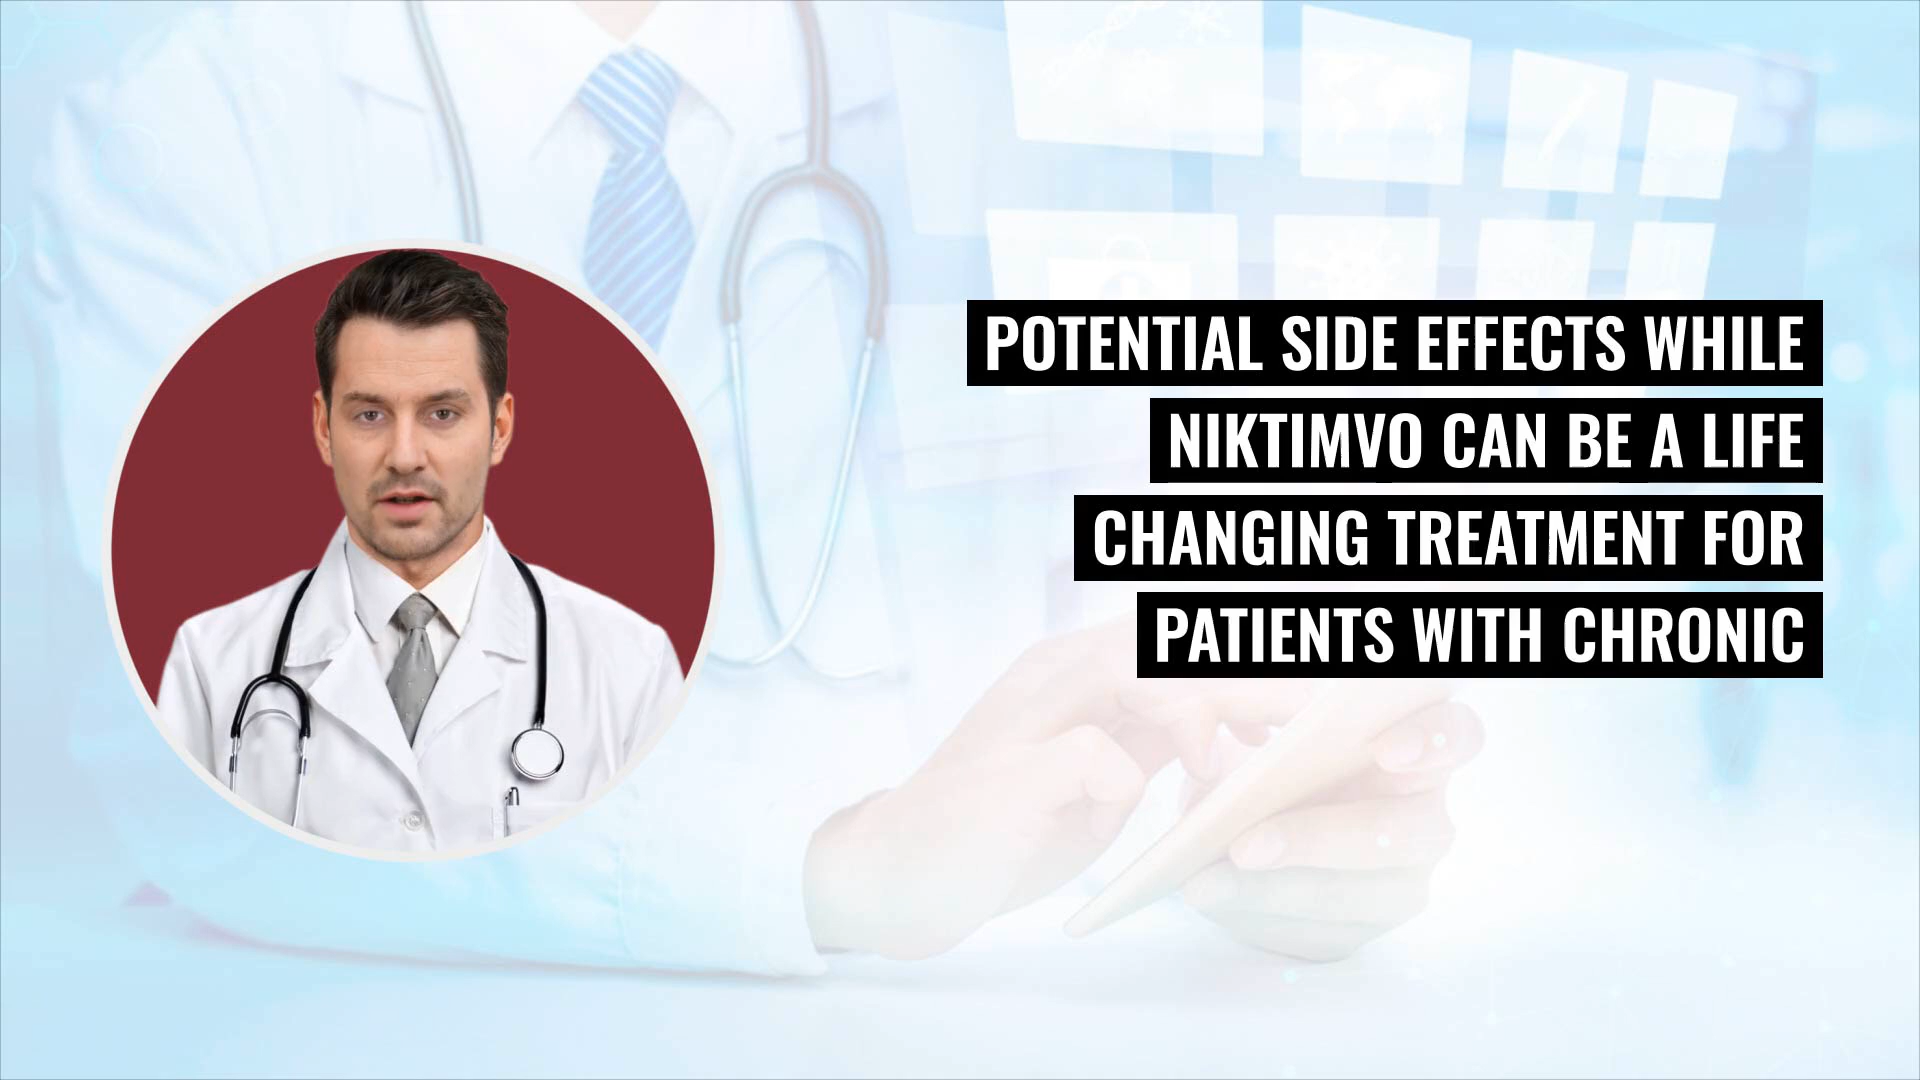 POTENTIAL SIDE EFFECTS WHILE
NIKTIMVO CAN BE A LIFE
CHANGING TREATMENT FOR
PATIENTS WITH CHRONIC